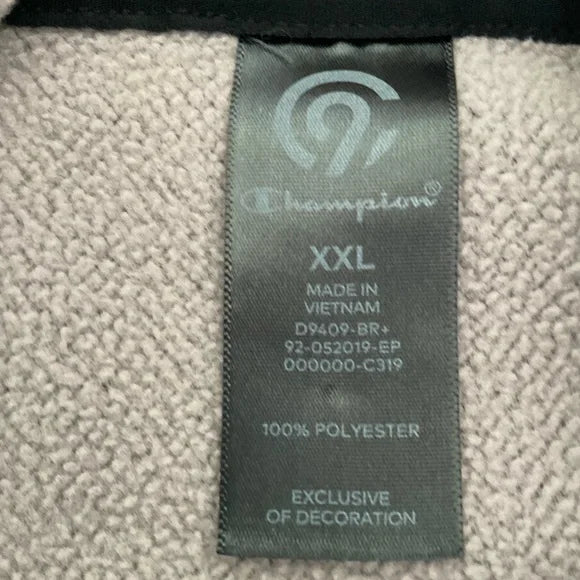 Champion®
XXL
MADE IN
VIETNAM
D9409-BR+
92-052019-EP
000000-C319
100% POLYESTER
EXCLUSIVE
OF DECORATION